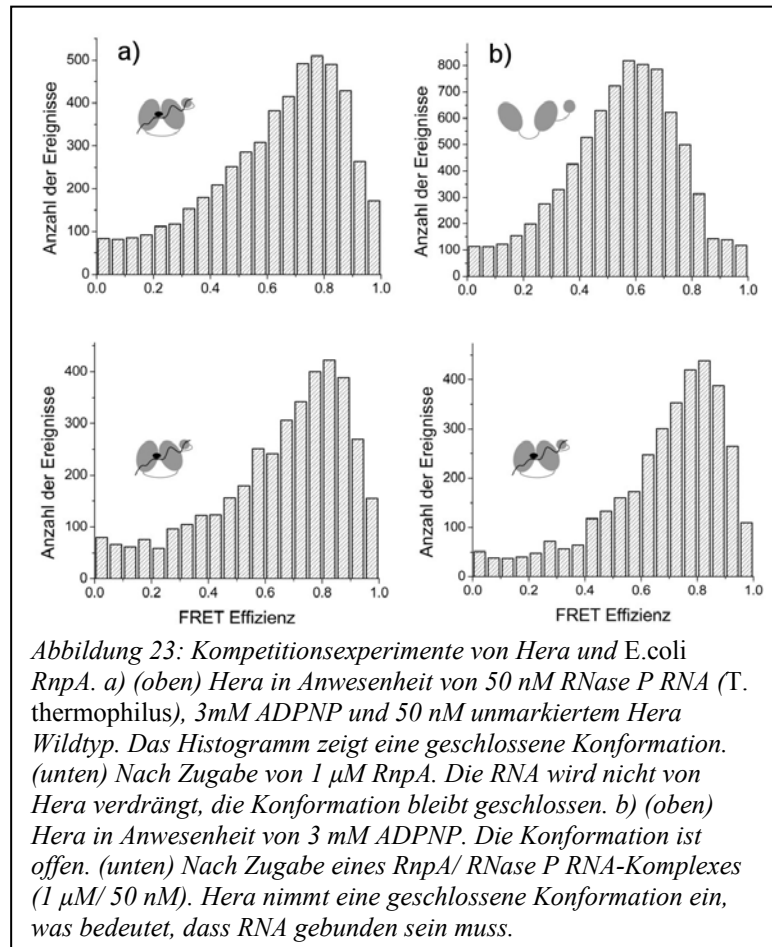 a)
500
400
300
200
100
0
0.0 0.2 0.4 0.6 0.8 1.0
Anzahl der Ereignisse
b)
800
700
600
500
400
300
200
100
0
0.0 0.2 0.4 0.6 0.8 1.0
Anzahl der Ereignisse
400
300
200
100
0
0.0 0.2 0.4 0.6 0.8 1.0
Anzahl der Ereignisse
FRET Effizienz
400
300
200
100
0
0.0 0.2 0.4 0.6 0.8 1.0
Anzahl der Ereignisse
FRET Effizienz
Abbildung 23: Kompetitionsexperimente von Hera und E.coli
RnpA. a) (oben) Hera in Anwesenheit von 50 nM RNase P RNA (T.
thermophilus), 3mM ADPNP und 50 nM unmarkiertem Hera
Wildtyp. Das Histogramm zeigt eine geschlossene Konformation.
(unten) Nach Zugabe von 1 μM RnpA. Die RNA wird nicht von
Hera verdrängt, die Konformation bleibt geschlossen. b) (oben)
Hera in Anwesenheit von 3 mM ADPNP. Die Konformation ist
offen. (unten) Nach Zugabe eines RnpA/ RNase P RNA-Komplexes
(1 μM/ 50 nM). Hera nimmt eine geschlossene Konformation ein,
was bedeutet, dass RNA gebunden sein muss.